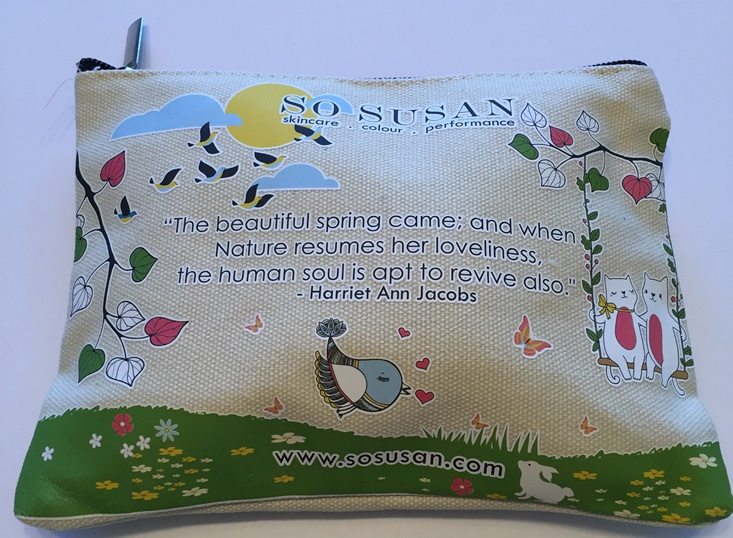 SO SUSAN
skincare . colour . performance
"The beautiful spring came; and when
Nature resumes her loveliness,
the human soul is apt to revive also."
- Harriet Ann Jacobs
www.sosusan.com